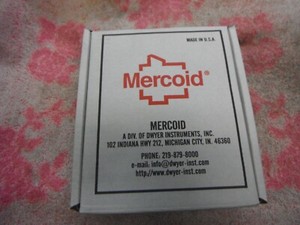 MADE IN U.S.A.
Mercoid®
MERCOID
A DIV. OF DWYER INSTRUMENTS, INC.
102 INDIANA HWY 212, MICHIGAN CITY, IN. 46360
PHONE: 219-879-8000
e-mail: info@dwyer-inst.com
http://www.dwyer-inst.com